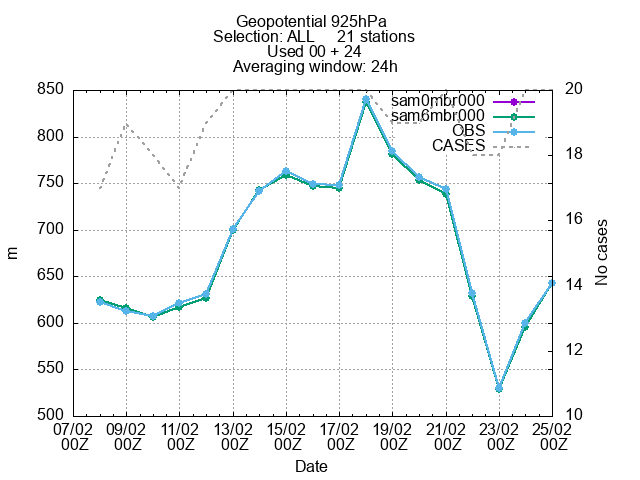 Geopotential 925hPa
Selection: ALL 21 stations
Used 00 + 24
Averaging window: 24h
850 20
sam0mbr000
sam6mbr000
OBS
CASES
800
18
750
700
16
650
14
600
12
550
500 10
m
No cases
07/02 09/02 11/02 13/02 15/02 17/02 19/02 21/02 23/02 25/02
00Z 00Z 00Z 00Z 00Z 00Z 00Z 00Z 00Z 00Z
Date